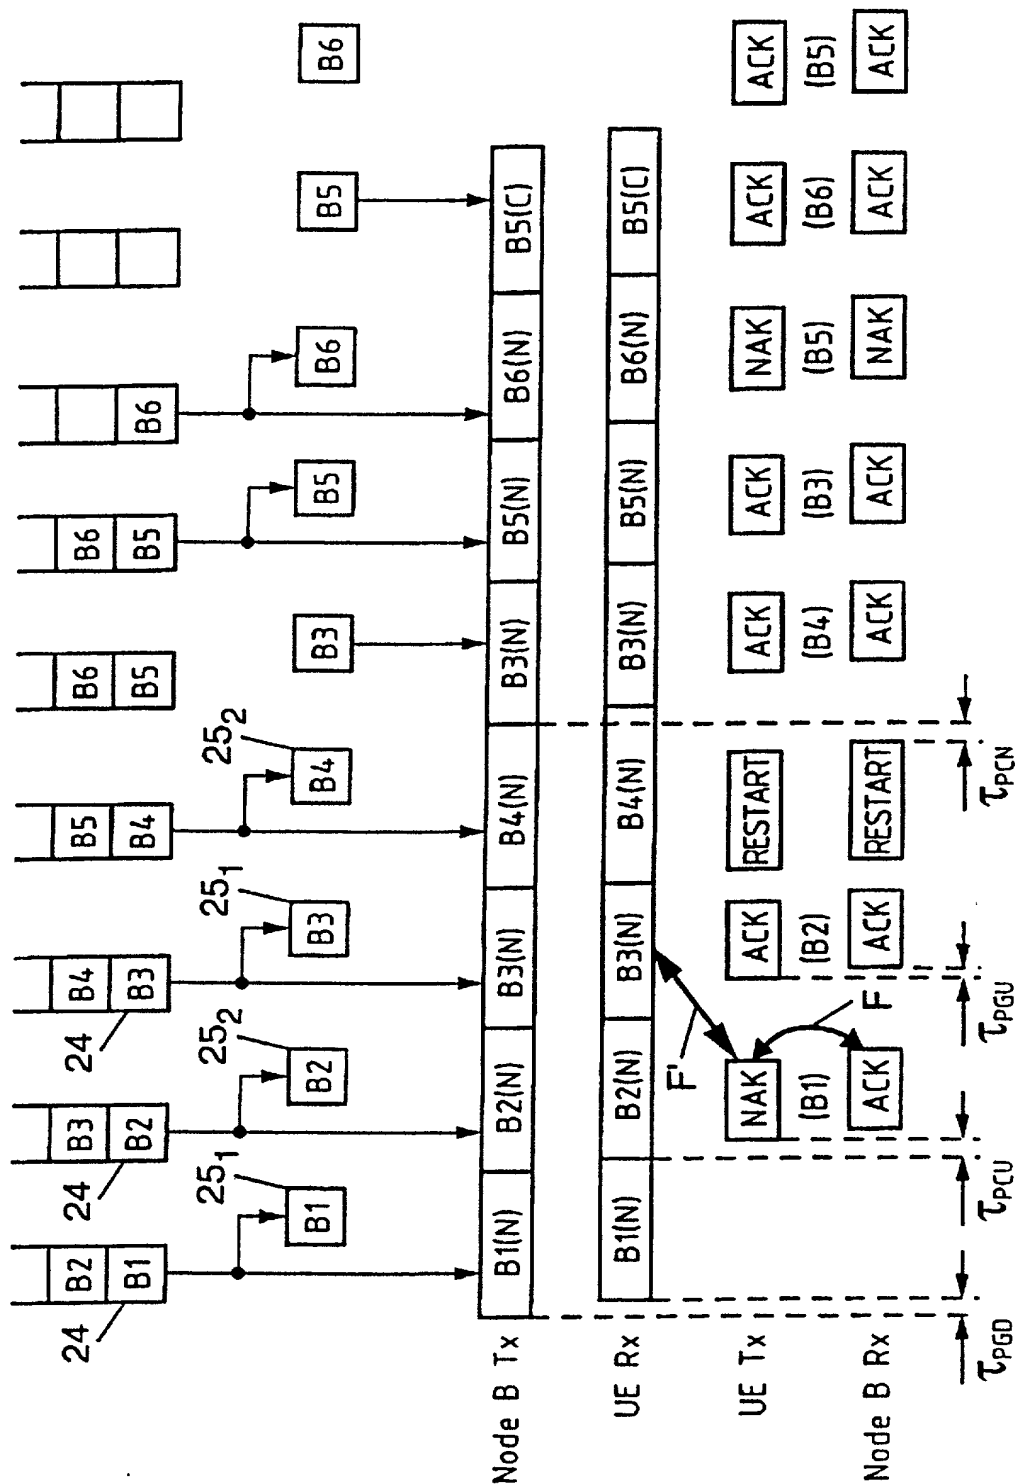 B2 B3 B4 B5 B6 B6
B1 B2 B3 B4 B5 B5 B6
24 24 24
25₁ 25₂ 25₁ 25₂
B1 B2 B3 B4 B3 B5 B6 B5 B6
Node B Tx B1(N) B2(N) B3(N) B4(N) B3(N) B5(N) B6(N) B5(C)
UE Rx B1(N) B2(N) B3(N) B4(N) B3(N) B5(N) B6(N) B5(C)
F'
UE Tx NAK ACK RESTART ACK ACK NAK ACK ACK
(B1) (B2) (B4) (B3) (B5) (B6) (B5)
F
Node B Rx ACK ACK RESTART ACK ACK NAK ACK ACK
τPGD τPCU τPGU τPCN